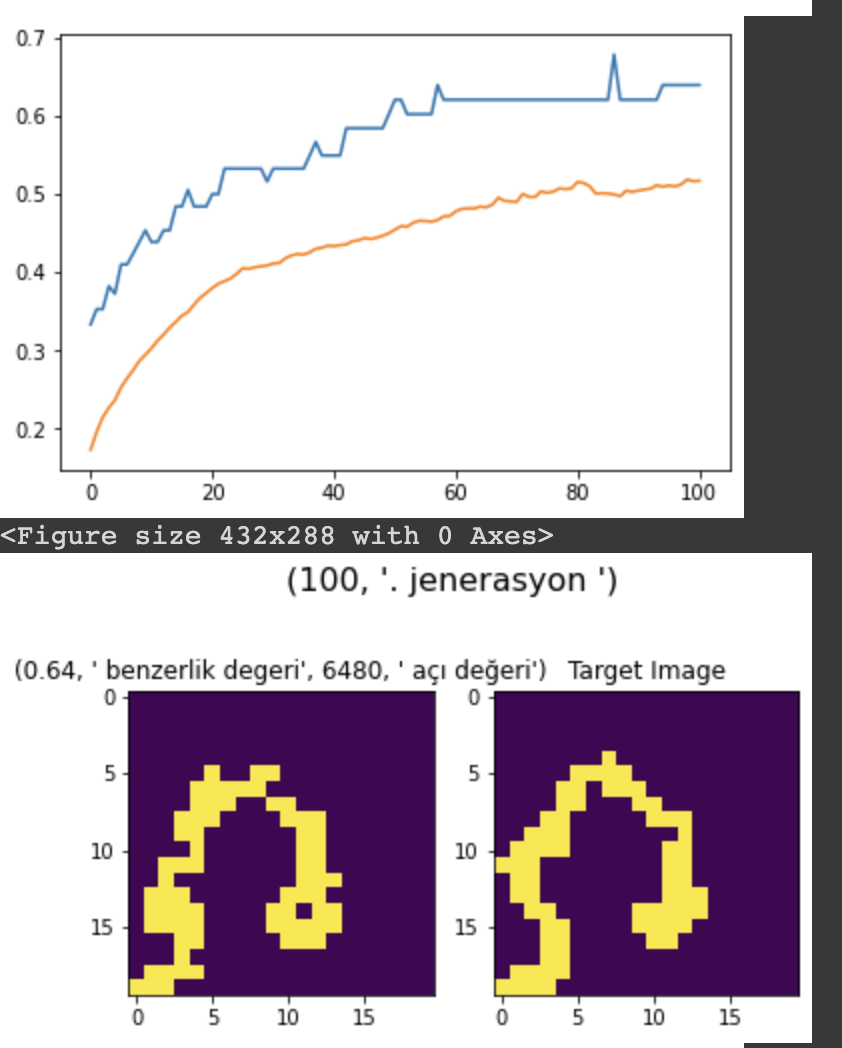 0.7
0.6
0.5
0.4
0.3
0.2
0 20 40 60 80 100
<Figure size 432x288 with 0 Axes>
(100, '. jenerasyon ')
(0.64, ' benzerlik degeri', 6480, ' açı değeri') Target Image
0 0
5 5
10 10
15 15
0 5 10 15 0 5 10 15